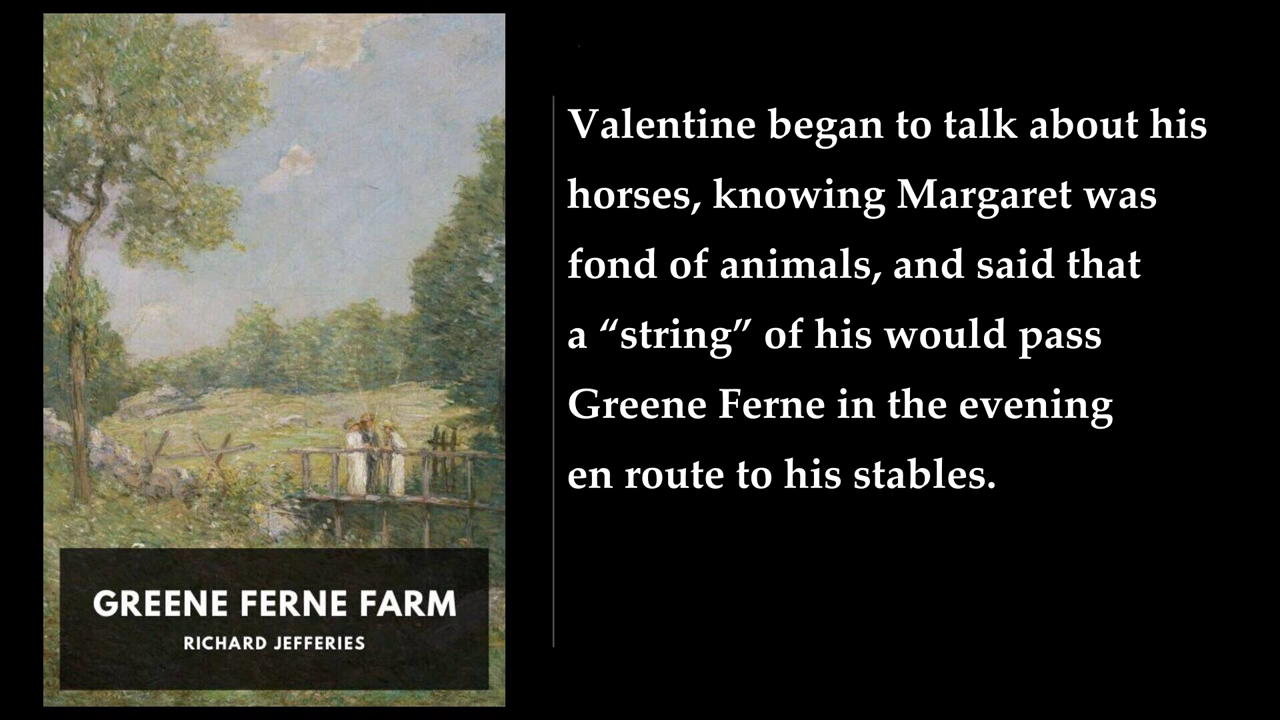 GREENE FERNE FARM
RICHARD JEFFERIES
Valentine began to talk about his
horses, knowing Margaret was
fond of animals, and said that
a “string” of his would pass
Greene Ferne in the evening
en route to his stables.